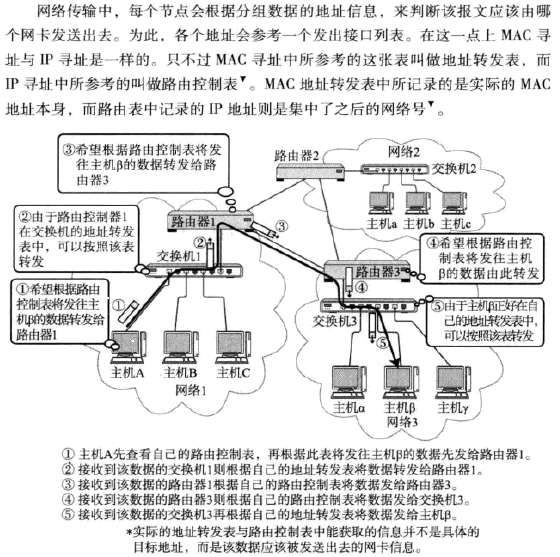 网络传输中，每个节点会根据分组数据的地址信息，来判断该报文应该由哪
个网卡发送出去。为此，各个地址会参考一个发出接口列表。在这一点上 MAC 寻
址与 IP 寻址是一样的。只不过 MAC 寻址中所参考的这张表叫做地址转发表，而
IP 寻址中所参考的叫做路由控制表▼。MAC 地址转发表中所记录的是实际的 MAC
地址本身，而路由表中记录的 IP 地址则是集中了之后的网络号▼。
③希望根据路由控制表将发
往主机β的数据转发给路
由器3
路由器2
网络2
交换机2
主机a
主机b
主机c
②由于路由控制器1
在交换机的地址转发
表中，可以按照该表
转发
路由器1
③
交换机1
②
④希望根据路由控
制表将发往主机
β的数据由此转发
路由器3
④
①希望根据路由
控制表将发往主机
β的数据转发给
路由器1
①
交换机3
⑤
⑤由于主机β正好在自
己的地址转发表中，
可以按照该表转发
主机A
主机B
主机C
网络1
主机α
主机β
主机γ
网络3
① 主机A先查看自己的路由控制表，再根据此表将发往主机β的数据先发给路由器1。
② 接收到该数据的交换机1则根据自己的地址转发表将数据转发给路由器1。
③ 接收到该数据的路由器1根据自己的路由控制表将数据发给路由器3。
④ 接收到该数据的路由器3则根据自己的路由控制表将数据发给交换机3。
⑤ 接收到该数据的交换机3再根据自己的地址转发表将数据发给主机β。
*实际的地址转发表与路由控制表中能获取的信息并不是具体的
目标地址，而是该数据应该被发送出去的网卡信息。